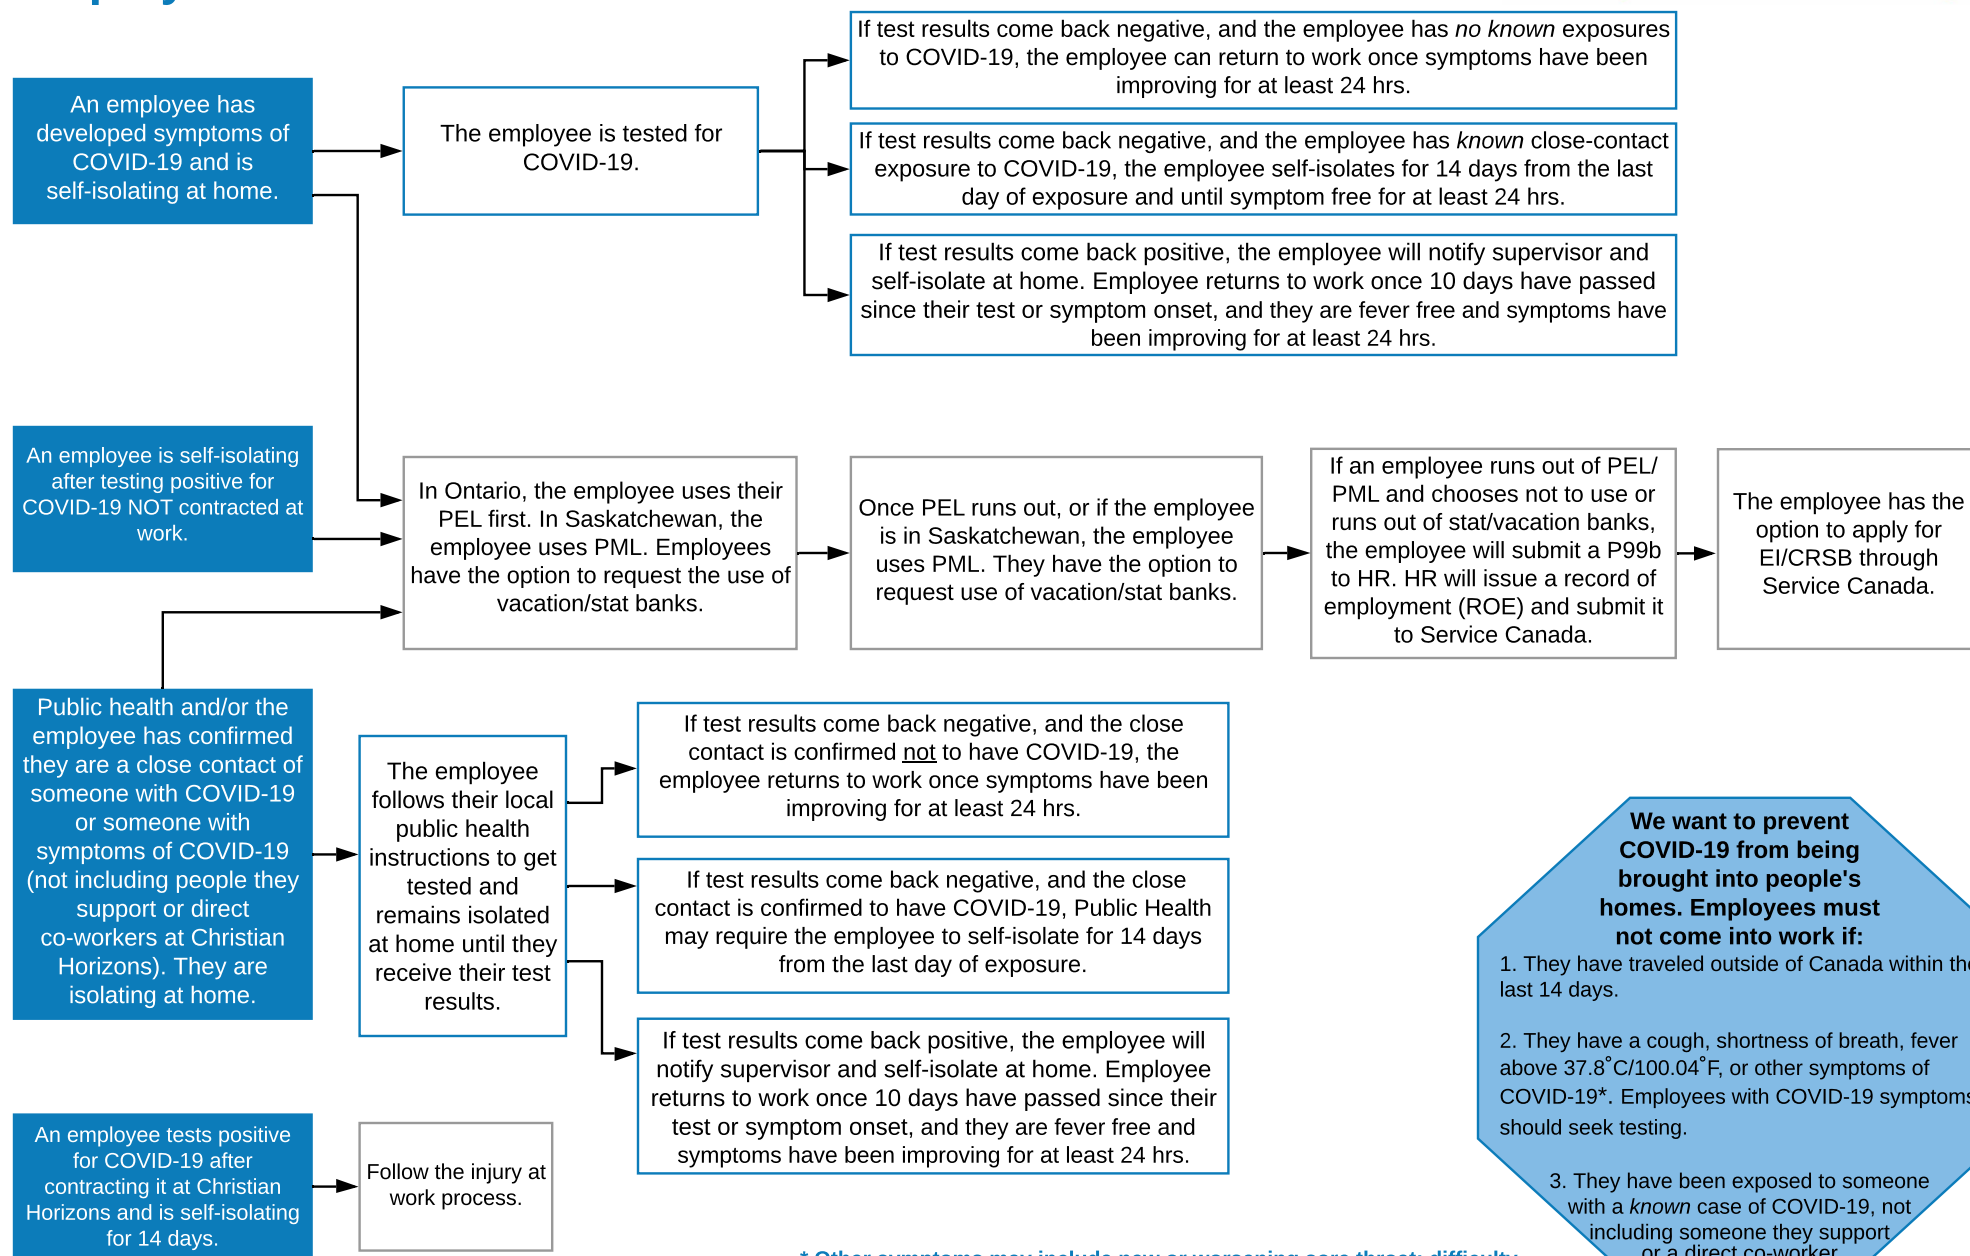 An employee has
developed symptoms of
COVID-19 and is
self-isolating at home.
The employee is tested for
COVID-19.
If test results come back negative, and the employee has no known exposures
to COVID-19, the employee can return to work once symptoms have been
improving for at least 24 hrs.
If test results come back negative, and the employee has known close-contact
exposure to COVID-19, the employee self-isolates for 14 days from the last
day of exposure and until symptom free for at least 24 hrs.
If test results come back positive, the employee will notify supervisor and
self-isolate at home. Employee returns to work once 10 days have passed
since their test or symptom onset, and they are fever free and symptoms have
been improving for at least 24 hrs.
An employee is self-isolating
after testing positive for
COVID-19 NOT contracted at
work.
In Ontario, the employee uses their
PEL first. In Saskatchewan, the
employee uses PML. Employees
have the option to request the use of
vacation/stat banks.
Once PEL runs out, or if the employee
is in Saskatchewan, the employee
uses PML. They have the option to
request use of vacation/stat banks.
If an employee runs out of PEL/
PML and chooses not to use or
runs out of stat/vacation banks,
the employee will submit a P99b
to HR. HR will issue a record of
employment (ROE) and submit it
to Service Canada.
The employee has the
option to apply for
EI/CRSB through
Service Canada.
Public health and/or the
employee has confirmed
they are a close contact of
someone with COVID-19
or someone with
symptoms of COVID-19
(not including people they
support or direct
co-workers at Christian
Horizons). They are
isolating at home.
The employee
follows their local
public health
instructions to get
tested and
remains isolated
at home until they
receive their test
results.
If test results come back negative, and the close
contact is confirmed not to have COVID-19, the
employee returns to work once symptoms have been
improving for at least 24 hrs.
If test results come back negative, and the close
contact is confirmed to have COVID-19, Public Health
may require the employee to self-isolate for 14 days
from the last day of exposure.
If test results come back positive, the employee will
notify supervisor and self-isolate at home. Employee
returns to work once 10 days have passed since their
test or symptom onset, and they are fever free and
symptoms have been improving for at least 24 hrs.
An employee tests positive
for COVID-19 after
contracting it at Christian
Horizons and is self-isolating
for 14 days.
Follow the injury at
work process.
We want to prevent
COVID-19 from being
brought into people's
homes. Employees must
not come into work if:
1. They have traveled outside of Canada within the
last 14 days.
2. They have a cough, shortness of breath, fever
above 37.8˚C/100.04˚F, or other symptoms of
COVID-19*. Employees with COVID-19 symptoms
should seek testing.
3. They have been exposed to someone
with a known case of COVID-19, not
including someone they support
or a direct co-worker
* Other symptoms may include new or worsening sore throat; difficulty